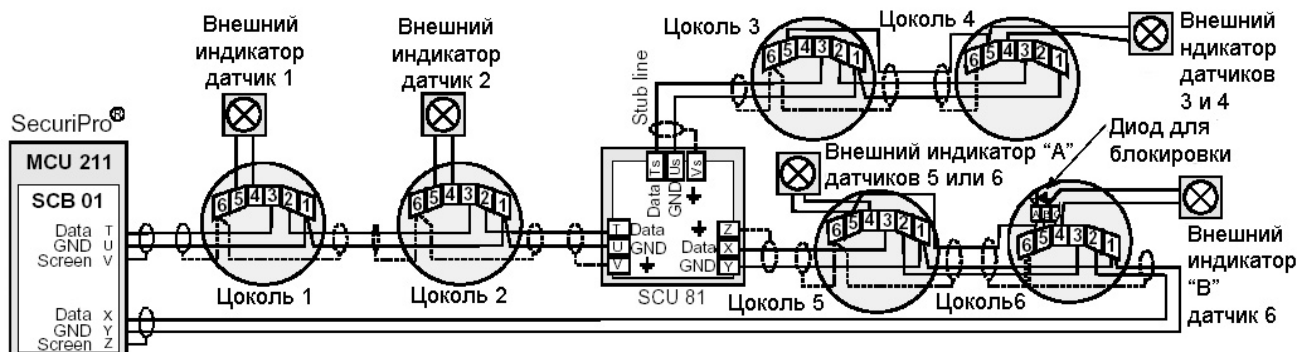 Внешний
индикатор
датчик 1
Внешний
индикатор
датчик 2
Цоколь 3
6 5 4 3 2 1
Цоколь 4
6 5 4 3 2 1
Внешний
ндикатор
датчиков
3 и 4
SecuriPro®
MCU 211
SCB 01
Data T
GND U
Screen V
Data X
GND Y
Screen Z
6 5 4 3 2 1
Цоколь 1
6 5 4 3 2 1
Цоколь 2
Stub line
Ts Us Vs
Data
GND
T Data
U GND
V
Z
Data X
GND Y
SCU 81
Внешний индикатор “А”
датчиков 5 или 6
6 5 4 3 2 1
Цоколь 5
Диод для
блокировки
A B C
6 5 4 3 2 1
Цоколь6
Внешний
индикатор
“В”
датчик 6